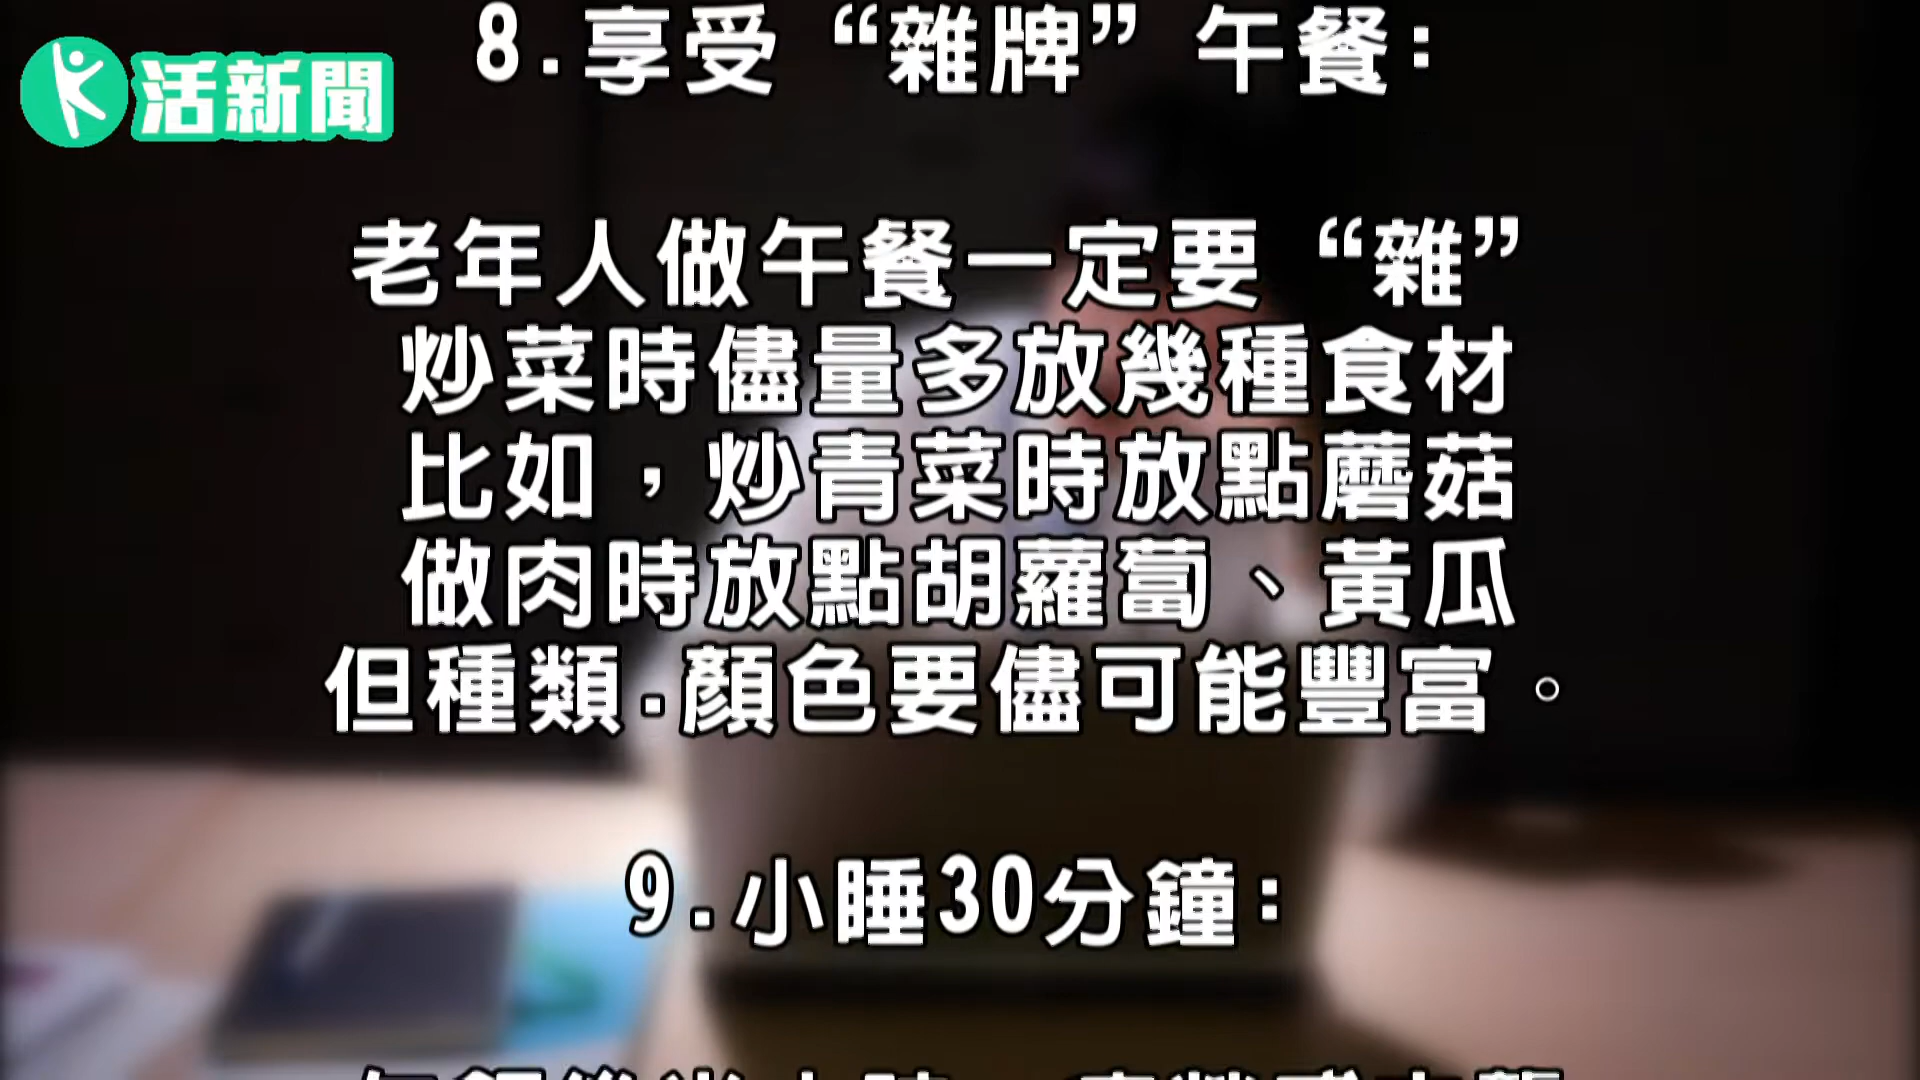 活新聞
8.享受“雜牌”午餐:
老年人做午餐一定要“雜”
炒菜時儘量多放幾種食材
比如，炒青菜時放點蘑菇
做肉時放點胡蘿蔔、黃瓜
但種類.顏色要儘可能豐富。
9.小睡30分鐘: